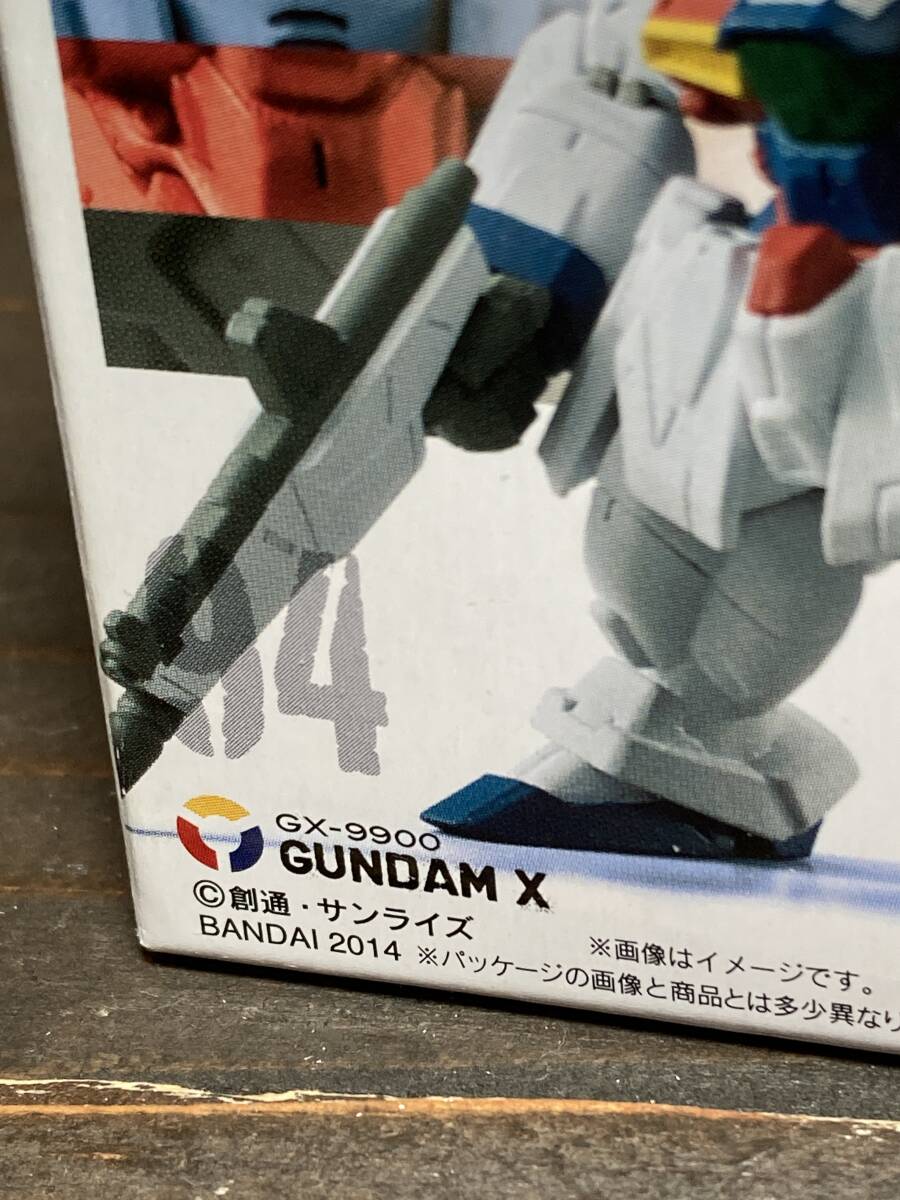 84
GX-9900
GUNDAM X
©創通・サンライズ
BANDAI 2014
※画像はイメージです。
※パッケージの画像と商品とは多少異なり